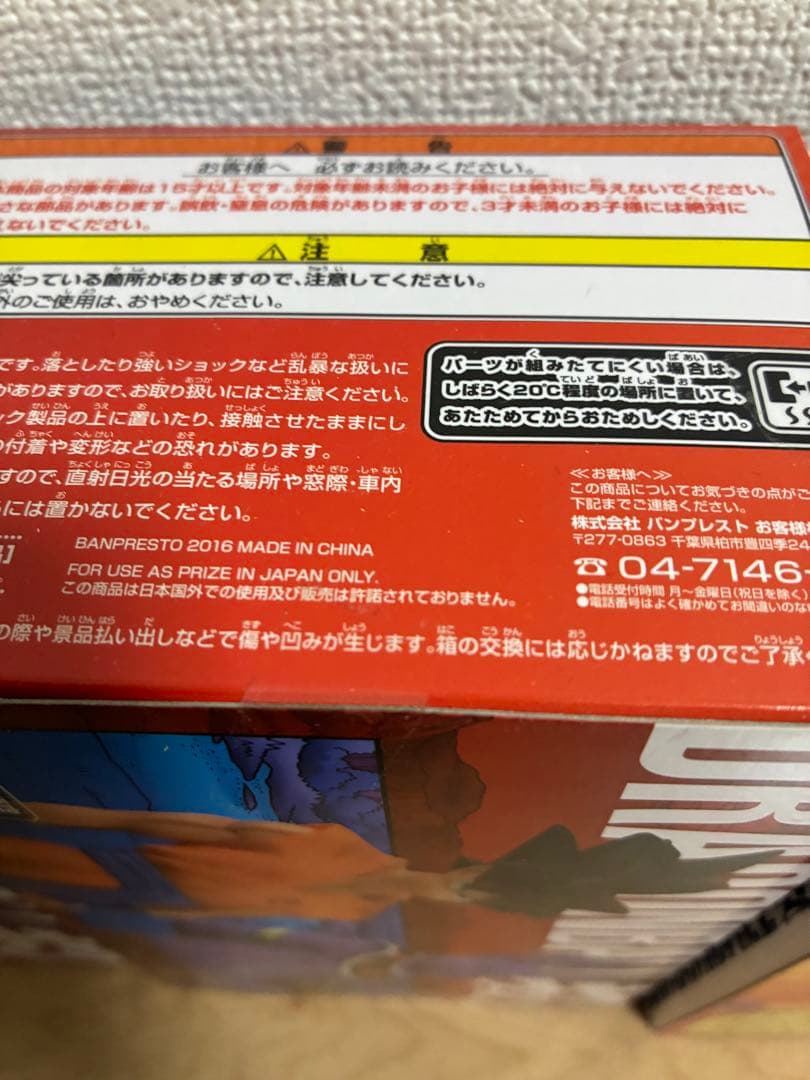 ⚠ 警 告
お客様へ 必ずお読みください。
商品の対象年齢は15才以上です。対象年齢未満のお子様には絶対に与えないでください。
さな部品があります。誤飲・窒息の危険がありますので、3才未満のお子様には絶対に
えないでください。
⚠ 注 意
尖っている箇所がありますので、注意してください。
外のご使用は、おやめください。
です。落としたり強いショックなど乱暴な扱いに
がありますので、お取り扱いにはご注意ください。
ック製品の上に置いたり、接触させたままにし
の付着や変形などの恐れがあります。
ますので、直射日光の当たる場所や窓際・車内
には置かないでください。
パーツが組みたてにくい場合は、
しばらく20℃程度の場所に置いて、
あたためてからおためしください。
≪お客様へ≫
この商品についてお気づきの点がご
下記までご連絡ください。
株式会社 バンプレスト お客様
〒277-0863 千葉県柏市豊四季24
☎ 04-7146-
●電話受付時間 月～金曜日(祝日を除く)
●電話番号はよく確かめてお間違いのな
BANPRESTO 2016 MADE IN CHINA
FOR USE AS PRIZE IN JAPAN ONLY.
この商品は日本国外での使用及び販売は許諾されておりません。
の際や景品払い出しなどで傷や凹みが生じます。箱の交換には応じかねますのでご了承く
DRA